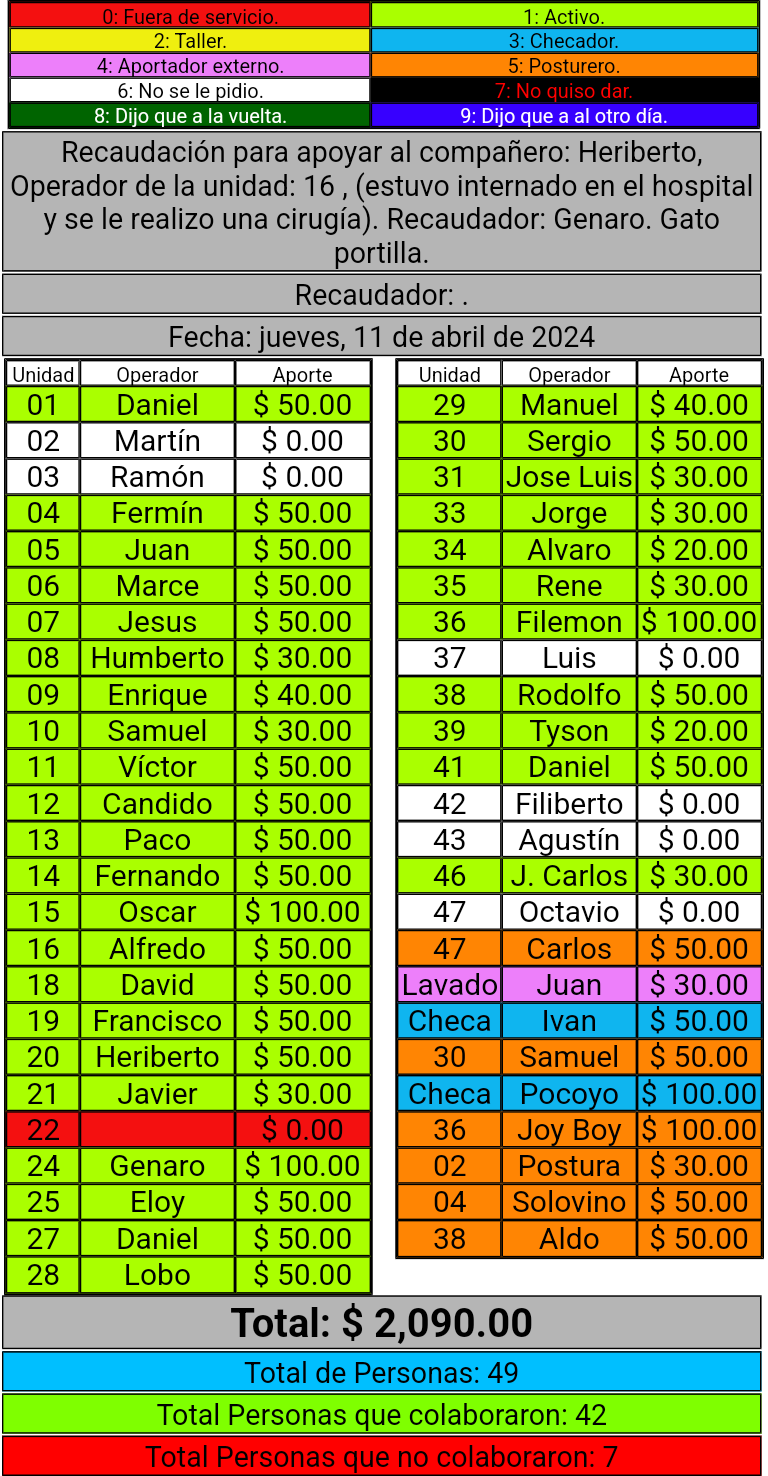 0: Fuera de servicio. 1: Activo.
2: Taller. 3: Checador.
4: Aportador externo. 5: Posturero.
6: No se le pidio. 7: No quiso dar.
8: Dijo que a la vuelta. 9: Dijo que a al otro día.
Recaudación para apoyar al compañero: Heriberto,
Operador de la unidad: 16 , (estuvo internado en el hospital
y se le realizo una cirugía). Recaudador: Genaro. Gato
portilla.
Recaudador: .
Fecha: jueves, 11 de abril de 2024
Unidad Operador Aporte
01 Daniel $ 50.00
02 Martín $ 0.00
03 Ramón $ 0.00
04 Fermín $ 50.00
05 Juan $ 50.00
06 Marce $ 50.00
07 Jesus $ 50.00
08 Humberto $ 30.00
09 Enrique $ 40.00
10 Samuel $ 30.00
11 Víctor $ 50.00
12 Candido $ 50.00
13 Paco $ 50.00
14 Fernando $ 50.00
15 Oscar $ 100.00
16 Alfredo $ 50.00
18 David $ 50.00
19 Francisco $ 50.00
20 Heriberto $ 50.00
21 Javier $ 30.00
22 $ 0.00
24 Genaro $ 100.00
25 Eloy $ 50.00
27 Daniel $ 50.00
28 Lobo $ 50.00
Unidad Operador Aporte
29 Manuel $ 40.00
30 Sergio $ 50.00
31 Jose Luis $ 30.00
33 Jorge $ 30.00
34 Alvaro $ 20.00
35 Rene $ 30.00
36 Filemon $ 100.00
37 Luis $ 0.00
38 Rodolfo $ 50.00
39 Tyson $ 20.00
41 Daniel $ 50.00
42 Filiberto $ 0.00
43 Agustín $ 0.00
46 J. Carlos $ 30.00
47 Octavio $ 0.00
47 Carlos $ 50.00
Lavado Juan $ 30.00
Checa Ivan $ 50.00
30 Samuel $ 50.00
Checa Pocoyo $ 100.00
36 Joy Boy $ 100.00
02 Postura $ 30.00
04 Solovino $ 50.00
38 Aldo $ 50.00
Total: $ 2,090.00
Total de Personas: 49
Total Personas que colaboraron: 42
Total Personas que no colaboraron: 7